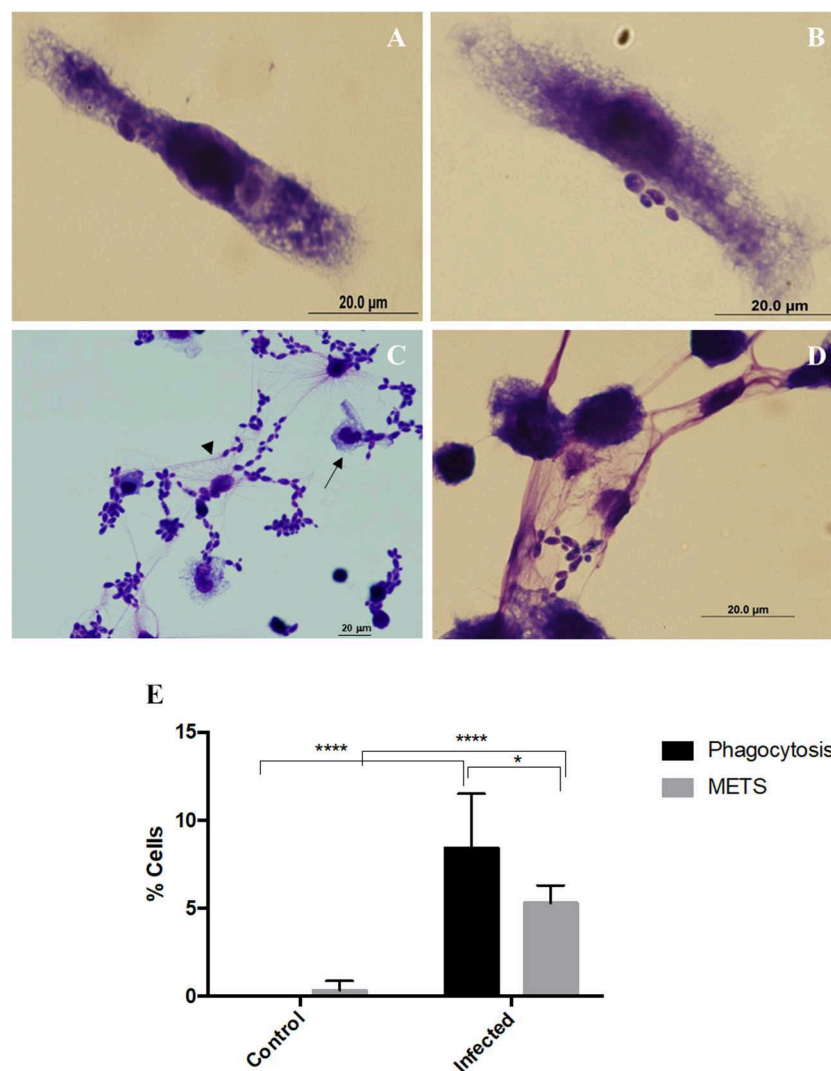 A
B
20.0 µm
20.0 µm
C
D
20 µm
20.0 µm
E
15
****
****
*
Phagocytosis
METS
10
% Cells
5
0
Control
Infected